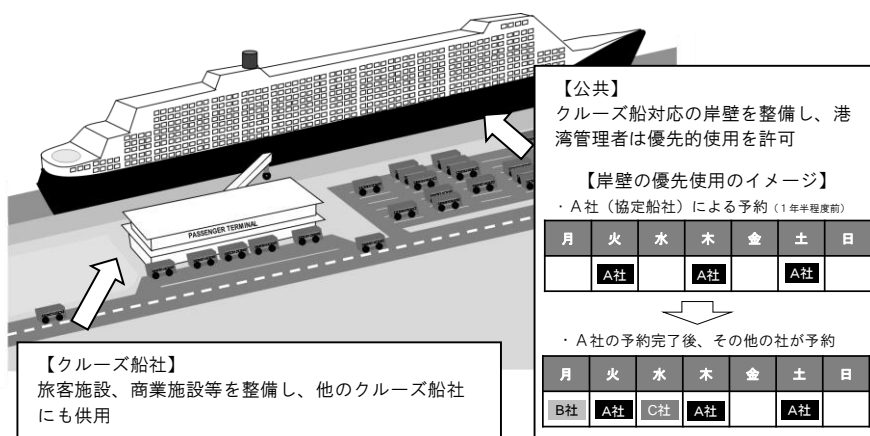 【公共】
クルーズ船対応の岸壁を整備し、港
湾管理者は優先的使用を許可
【岸壁の優先使用のイメージ】
・A社（協定船社）による予約（１年半程度前）
月 火 水 木 金 土 日
A社 A社 A社
・A社の予約完了後、その他の社が予約
月 火 水 木 金 土 日
B社 A社 C社 A社 A社
PASSENGER TERMINAL
【クルーズ船社】
旅客施設、商業施設等を整備し、他のクルーズ船社
にも供用